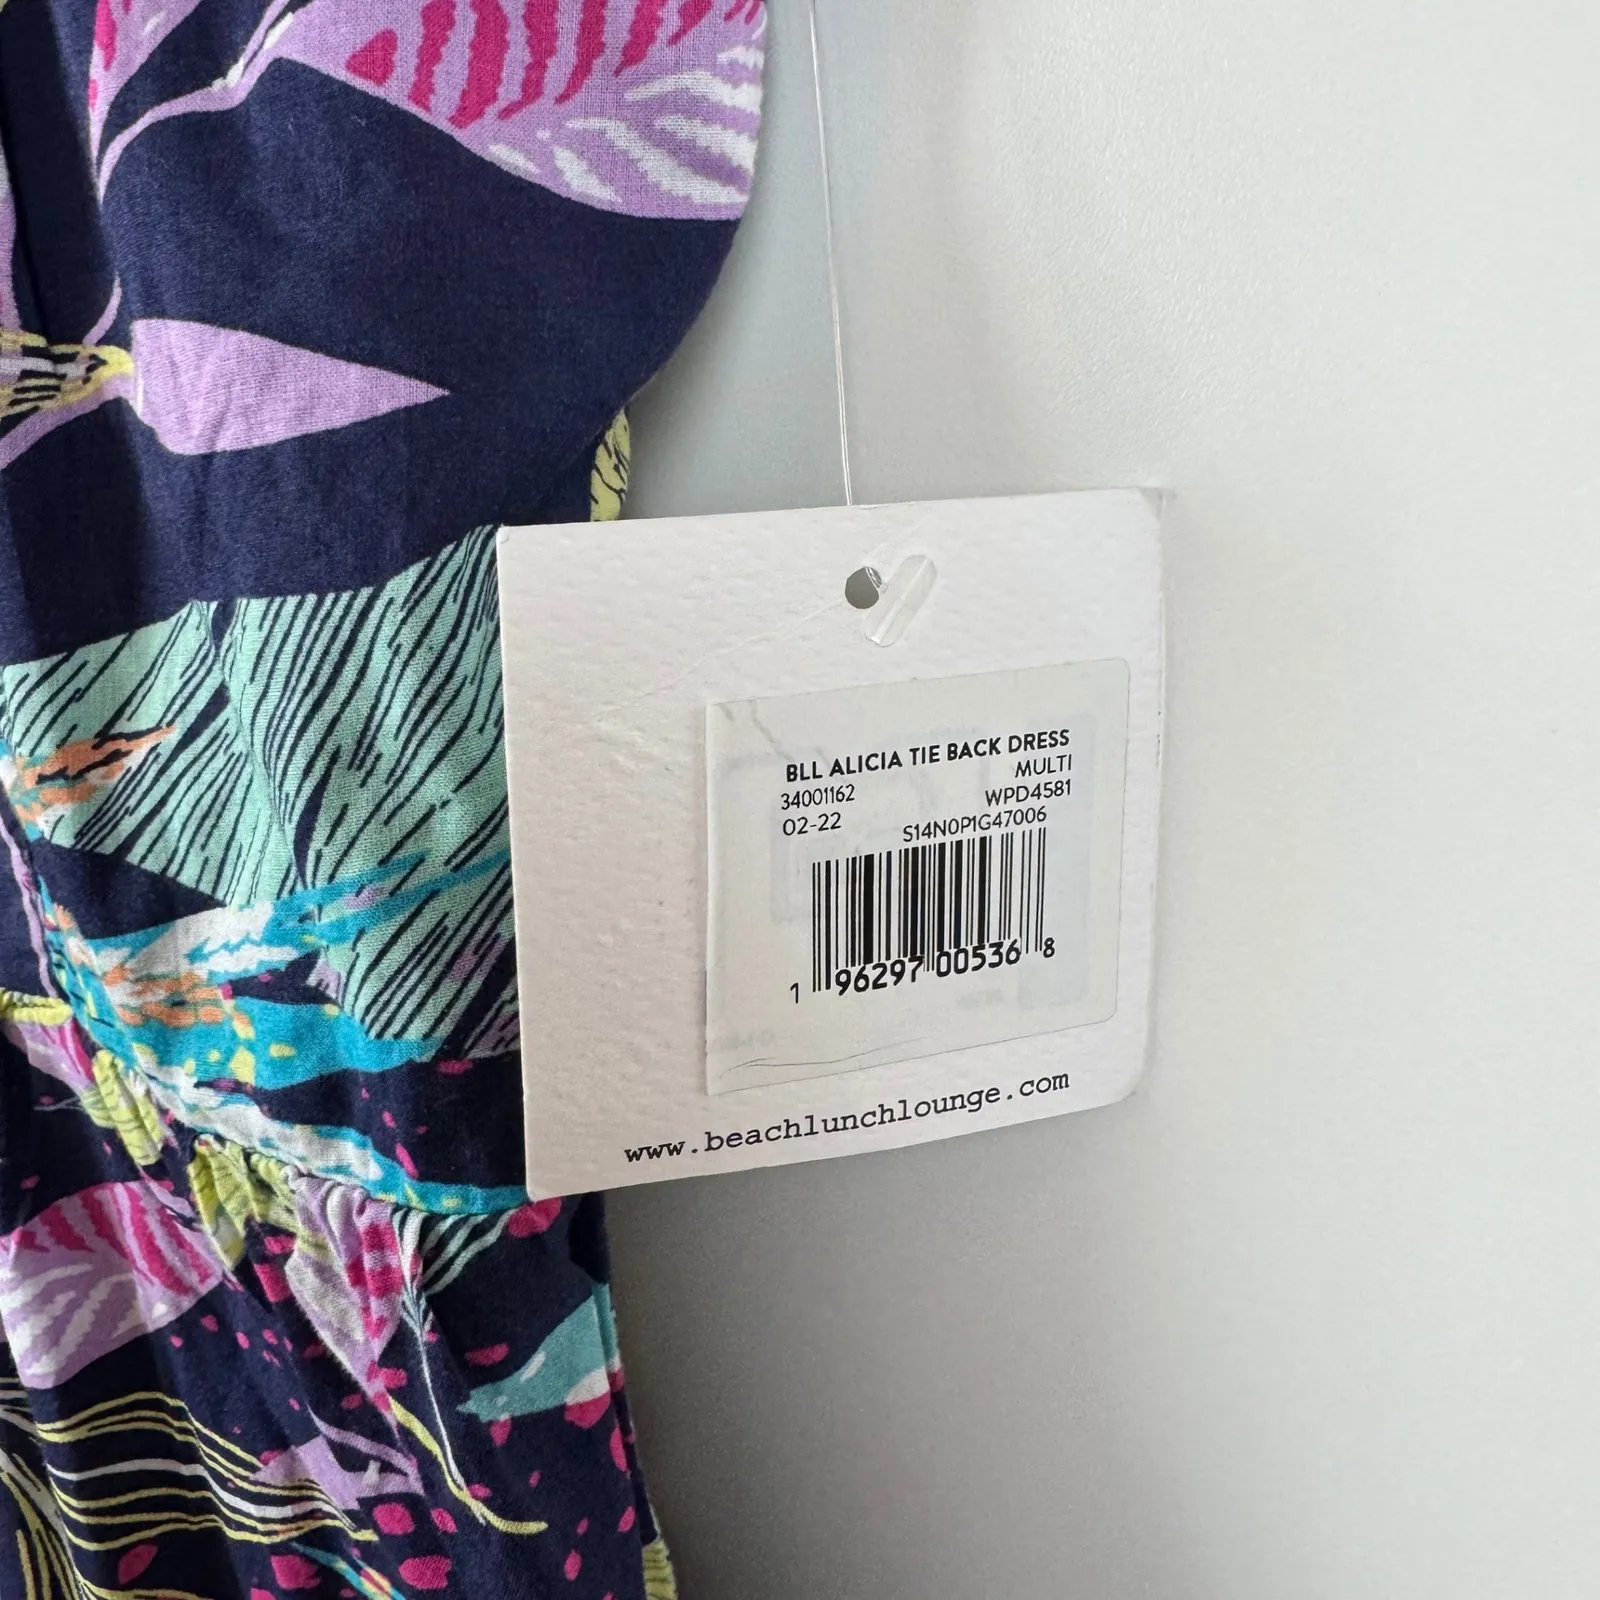 BLL ALICIA TIE BACK DRESS
MULTI
34001162 WPD4581
02-22 S14N0P1G47006
1 96297 00536 8
www.beachlunchlounge.com